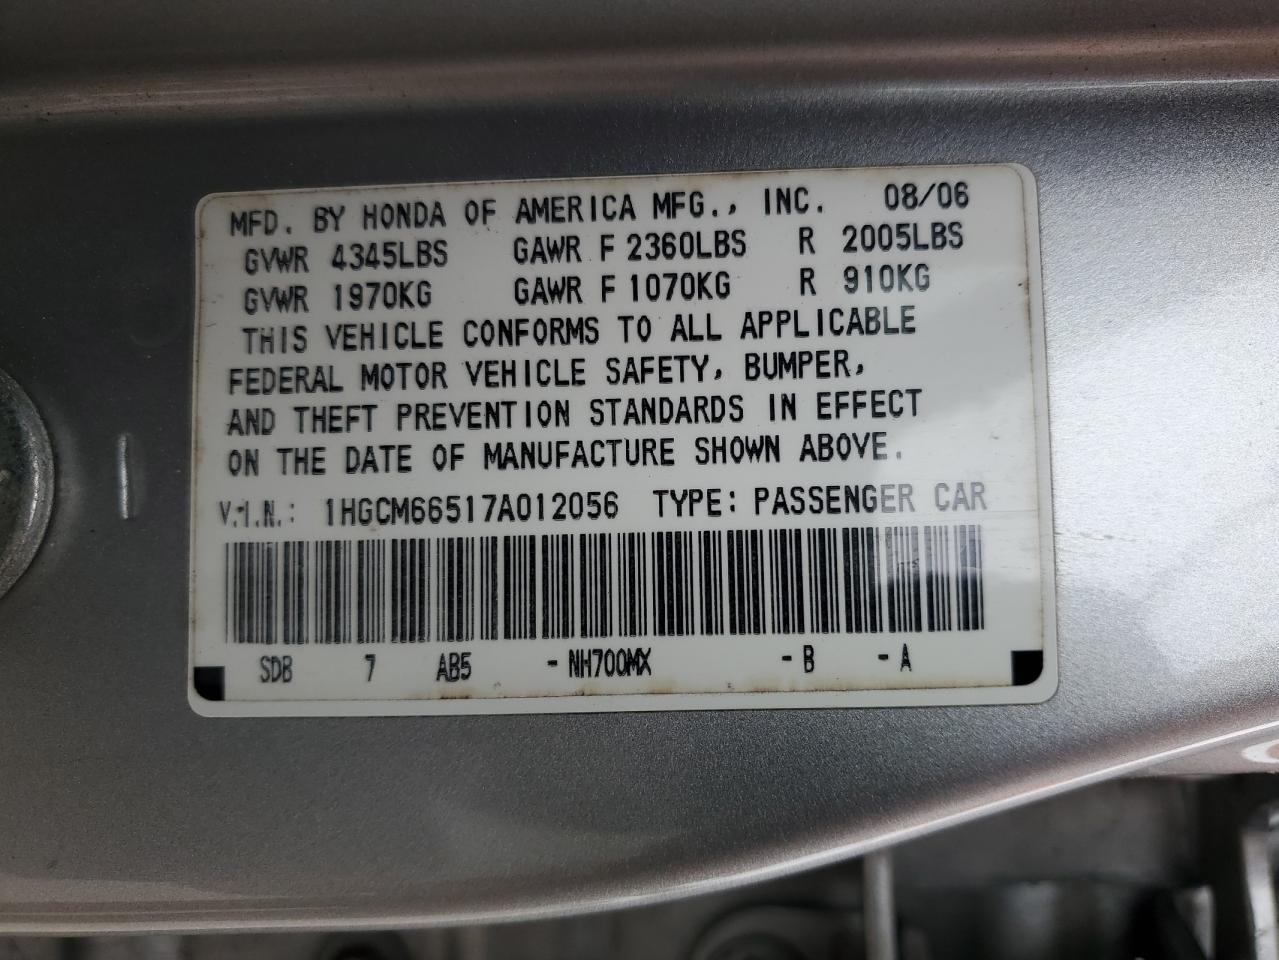 MFD. BY HONDA OF AMERICA MFG., INC. 08/06
GVWR 4345LBS GAWR F 2360LBS R 2005LBS
GVWR 1970KG GAWR F 1070KG R 910KG
THIS VEHICLE CONFORMS TO ALL APPLICABLE
FEDERAL MOTOR VEHICLE SAFETY, BUMPER,
AND THEFT PREVENTION STANDARDS IN EFFECT
ON THE DATE OF MANUFACTURE SHOWN ABOVE.
V.I.N.: 1HGCM66517A012056 TYPE: PASSENGER CAR
SDB 7 AB5 -NH700MX -B -A